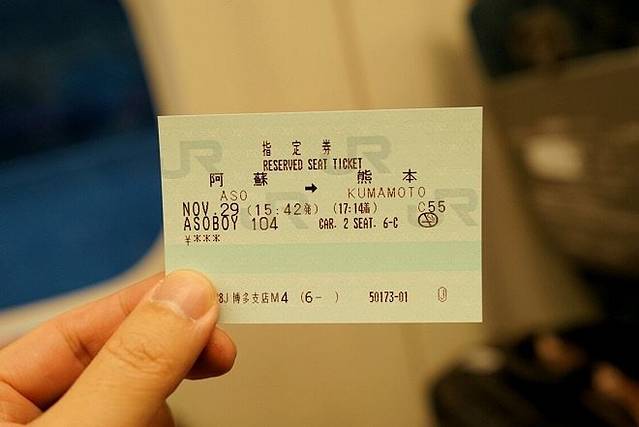 指定券
RESERVED SEAT TICKET
阿蘇 ➡ 熊本
ASO KUMAMOTO
NOV.29 (15:42発) (17:14着) C55
ASOBOY 104 CAR. 2 SEAT. 6-C
¥***
8J博多支店M4 (6- ) 50173-01